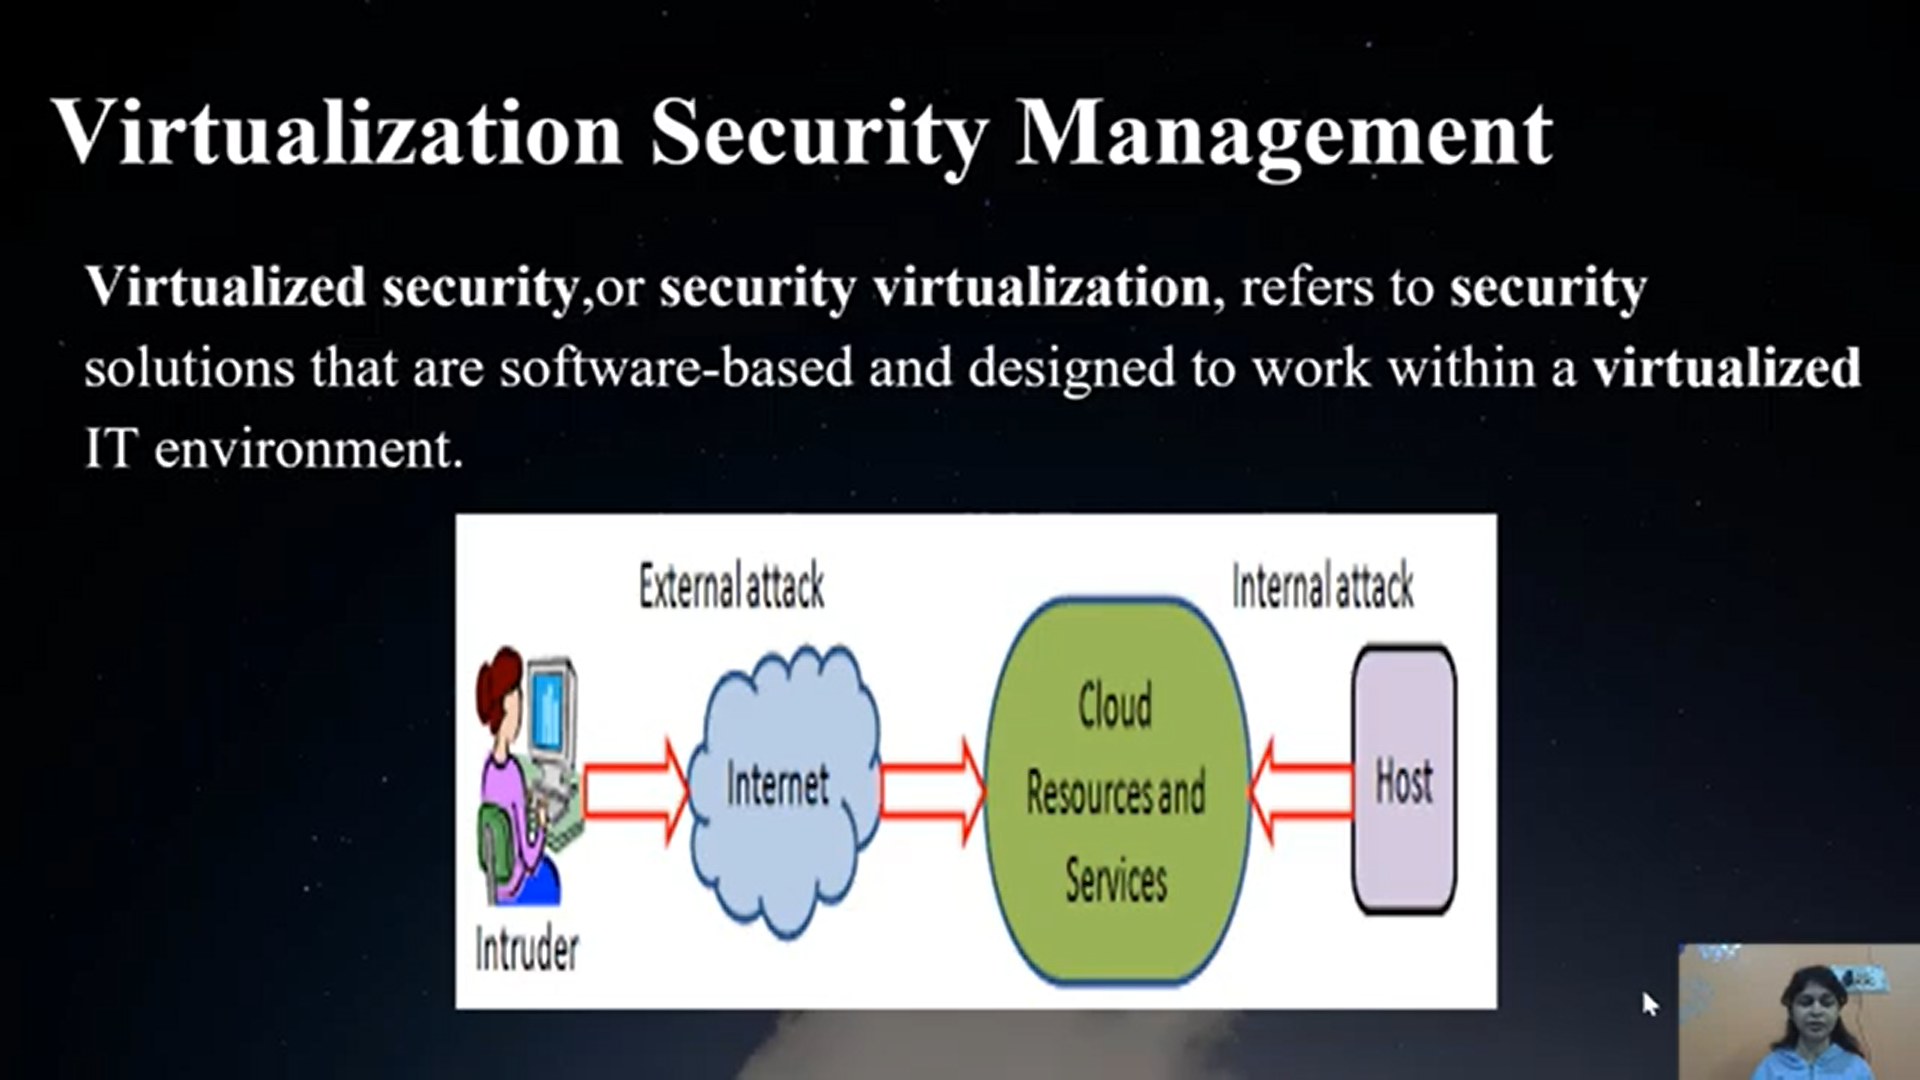 Virtualization Security Management
Virtualized security,or security virtualization, refers to security
solutions that are software-based and designed to work within a virtualized
IT environment.
External attack
Internal attack
Intruder
Internet
Cloud
Resources and
Services
Host